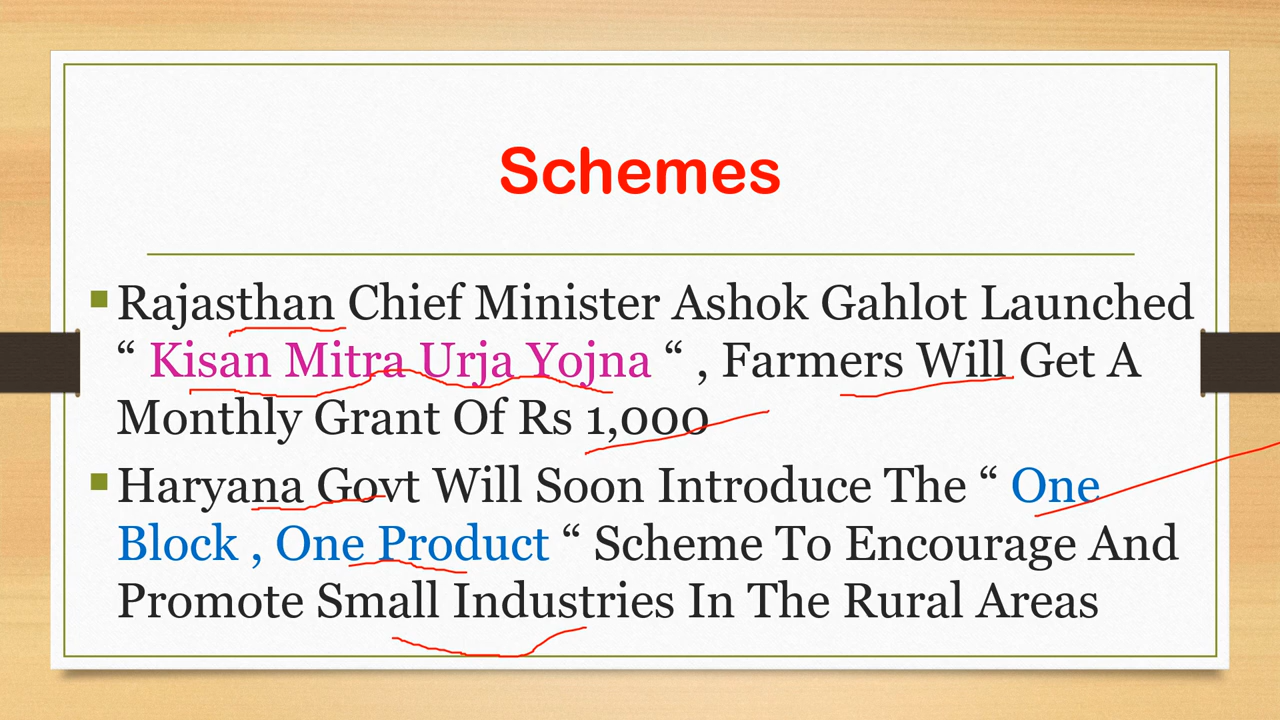 Schemes
▪ Rajasthan Chief Minister Ashok Gahlot Launched
“ Kisan Mitra Urja Yojna “ , Farmers Will Get A
Monthly Grant Of Rs 1,000
▪ Haryana Govt Will Soon Introduce The “ One
Block , One Product “ Scheme To Encourage And
Promote Small Industries In The Rural Areas